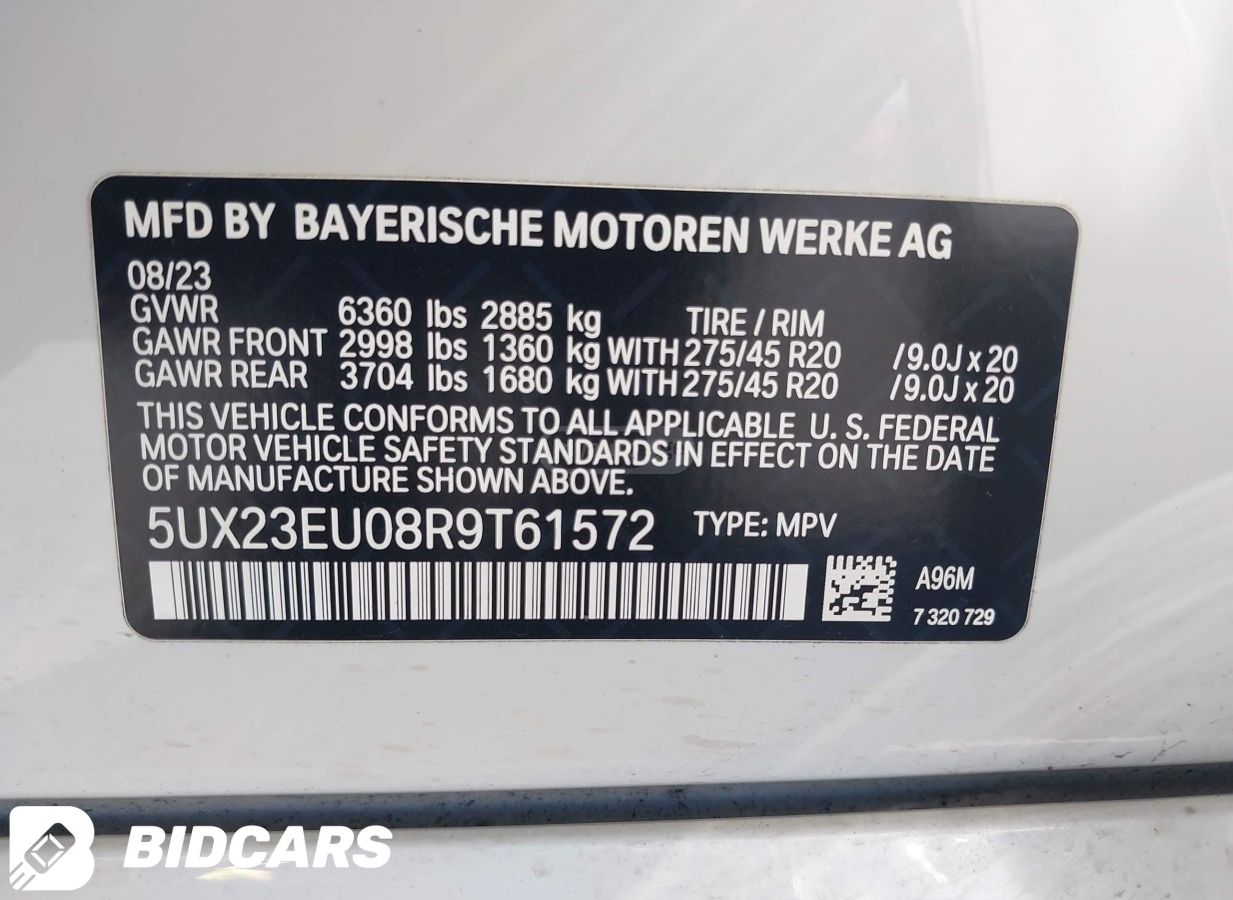 MFD BY BAYERISCHE MOTOREN WERKE AG
08/23
GVWR 6360 lbs 2885 kg TIRE / RIM
GAWR FRONT 2998 lbs 1360 kg WITH 275/45 R20 /9.0J x 20
GAWR REAR 3704 lbs 1680 kg WITH 275/45 R20 /9.0J x 20
THIS VEHICLE CONFORMS TO ALL APPLICABLE U. S. FEDERAL
MOTOR VEHICLE SAFETY STANDARDS IN EFFECT ON THE DATE
OF MANUFACTURE SHOWN ABOVE.
5UX23EU08R9T61572 TYPE: MPV
A96M
7 320 729
BIDCARS